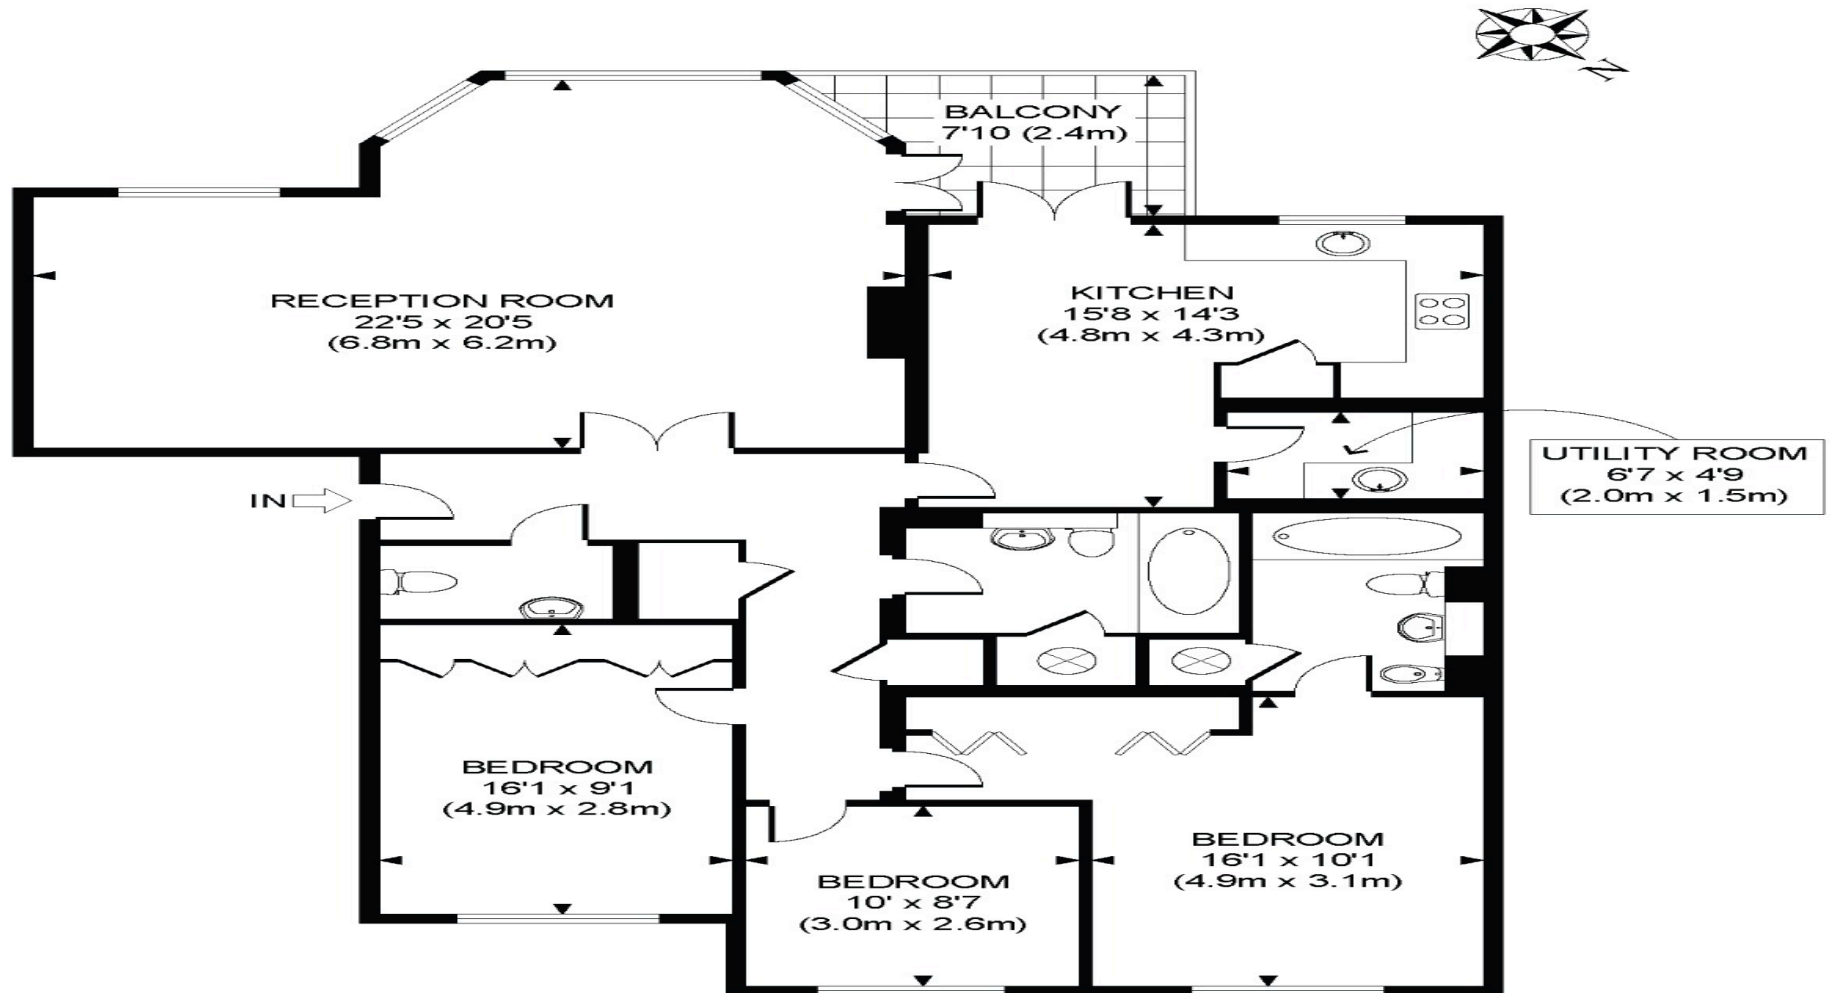 N
BALCONY
7'10 (2.4m)
RECEPTION ROOM
22'5 x 20'5
(6.8m x 6.2m)
KITCHEN
15'8 x 14'3
(4.8m x 4.3m)
UTILITY ROOM
6'7 x 4'9
(2.0m x 1.5m)
IN
BEDROOM
16'1 x 9'1
(4.9m x 2.8m)
BEDROOM
10' x 8'7
(3.0m x 2.6m)
BEDROOM
16'1 x 10'1
(4.9m x 3.1m)